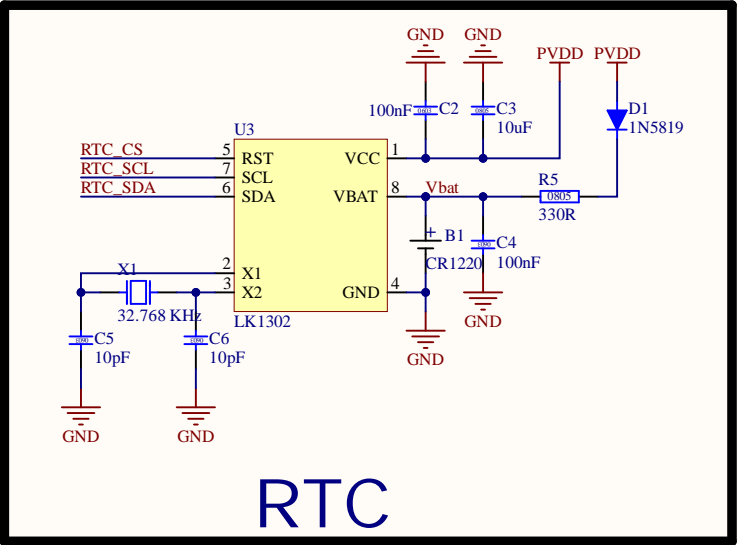 GND
GND
PVDD
PVDD
100nF
C2
C3
10uF
D1
1N5819
U3
RTC_CS
5
RST
VCC
1
RTC_SCL
7
SCL
RTC_SDA
6
SDA
VBAT
8
Vbat
R5
0805
330R
+
B1
CR1220
C4
100nF
2
X1
3
X2
GND
4
X1
32.768 KHz
LK1302
C5
10pF
C6
10pF
GND
GND
GND
GND
RTC